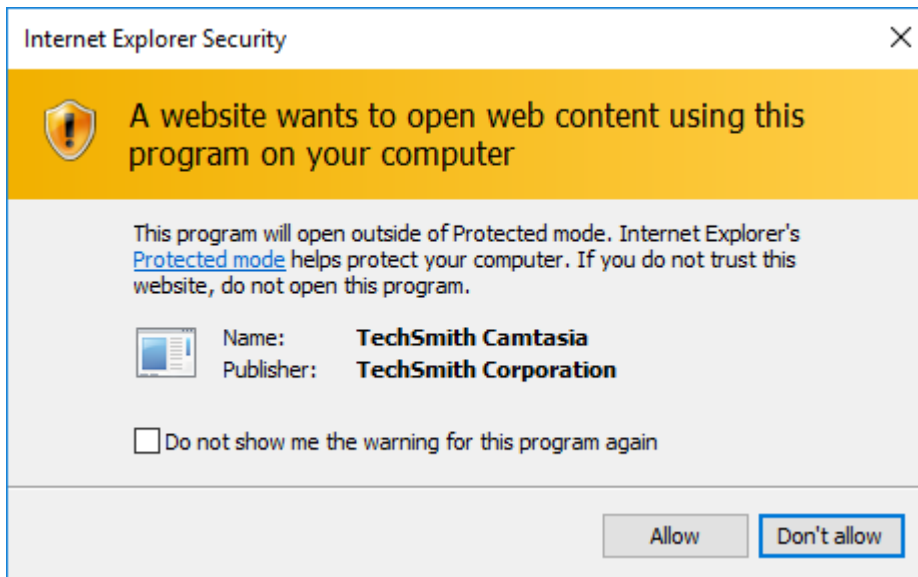 Internet Explorer Security
A website wants to open web content using this
program on your computer
This program will open outside of Protected mode. Internet Explorer's
Protected mode helps protect your computer. If you do not trust this
website, do not open this program.
Name: TechSmith Camtasia
Publisher: TechSmith Corporation
Do not show me the warning for this program again
Allow Don't allow